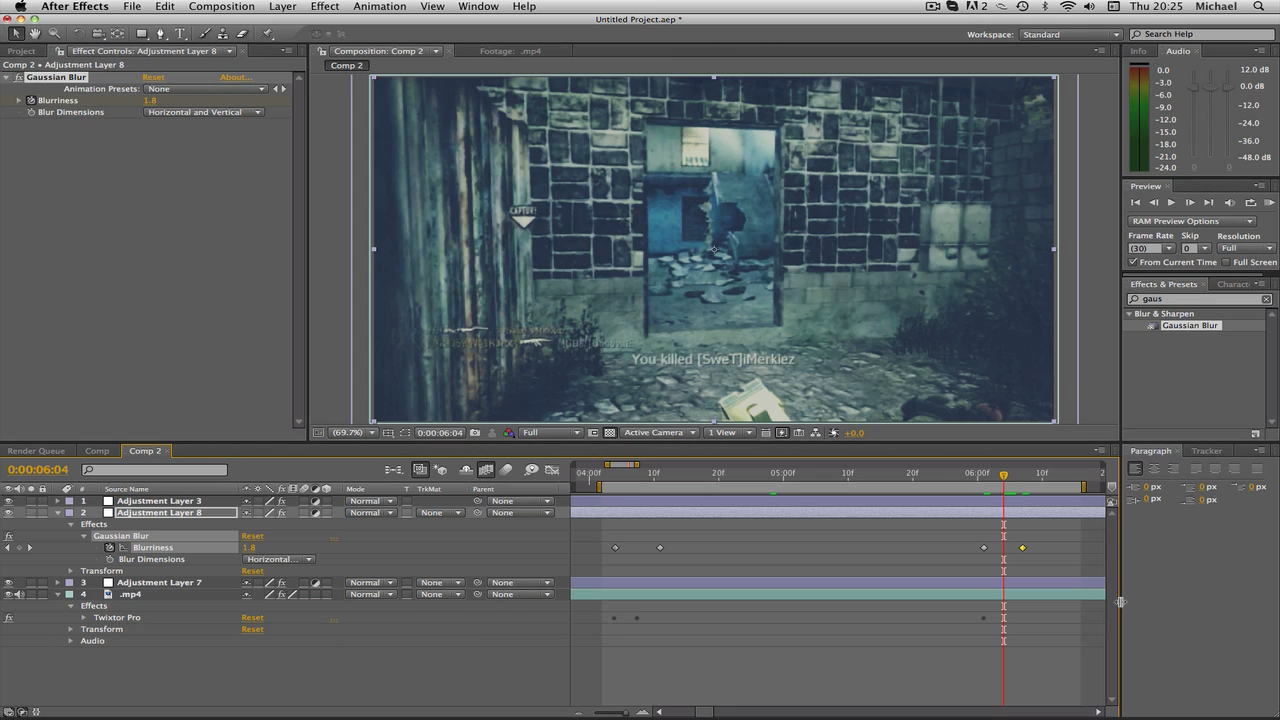 After Effects File Edit Composition Layer Effect Animation View Window Help 2 Thu 20:25 Michael
Untitled Project.aep *
Workspace: Standard Search Help
Project Effect Controls: Adjustment Layer 8 Composition: Comp 2 Footage: .mp4 Info Audio
Comp 2 • Adjustment Layer 8 Comp 2
Gaussian Blur Reset About...
Animation Presets: None
Blurriness 1.8
Blur Dimensions Horizontal and Vertical
0.0 12.0 dB
-3.0 0.0 dB
-6.0
-9.0 -12.0 dB
-12.0
-15.0 -24.0 dB
-18.0 -36.0 dB
-21.0 -48.0 dB
-24.0 0 0
Preview
RAM Preview Options
Frame Rate Skip Resolution
(30) 0 Full
From Current Time Full Screen
Effects & Presets Charact
gaus
Blur & Sharpen
Gaussian Blur
CAPTURE
You killed [SweT]iMerkiez
(69.7%) 0:00:06:04 Full Active Camera 1 View +0.0
Render Queue Comp Comp 2 Paragraph Tracker
0:00:06:04 04:00f 10f 20f 05:00f 10f 20f 06:00f 10f 2
# Source Name Mode T TrkMat Parent
1 Adjustment Layer 3 Normal None
2 Adjustment Layer 8 Normal None None
Effects
Gaussian Blur Reset ...
Blurriness 1.8
Blur Dimensions Horizontal...
Transform Reset
3 Adjustment Layer 7 Normal None None
4 .mp4 Normal None None
Effects
Twixtor Pro Reset ...
Transform Reset
Audio
0 px 0 px 0 px
0 px 0 px